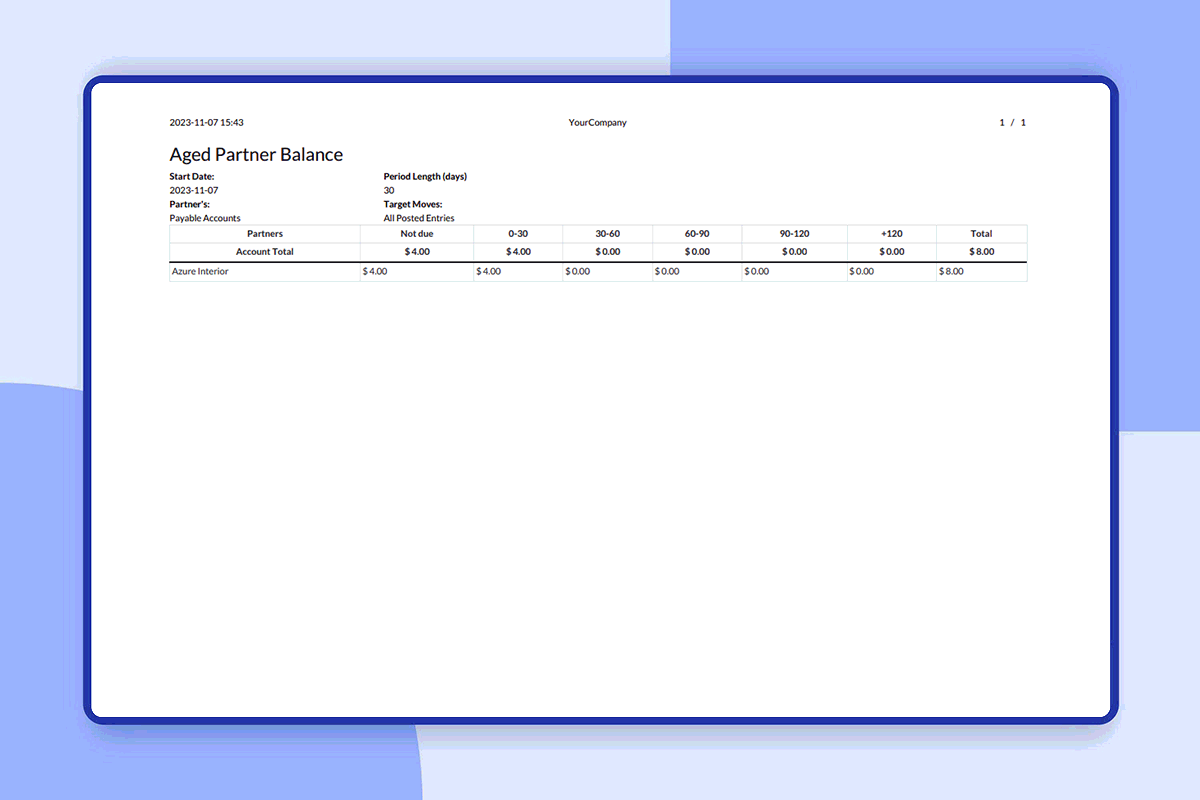 2023-11-07 15:43 YourCompany 1 / 1
Aged Partner Balance
Start Date: Period Length (days)
2023-11-07 30
Partner's: Target Moves:
Payable Accounts All Posted Entries
Partners Not due 0-30 30-60 60-90 90-120 +120 Total
Account Total $ 4.00 $ 4.00 $ 0.00 $ 0.00 $ 0.00 $ 0.00 $ 8.00
Azure Interior $ 4.00 $ 4.00 $ 0.00 $ 0.00 $ 0.00 $ 0.00 $ 8.00